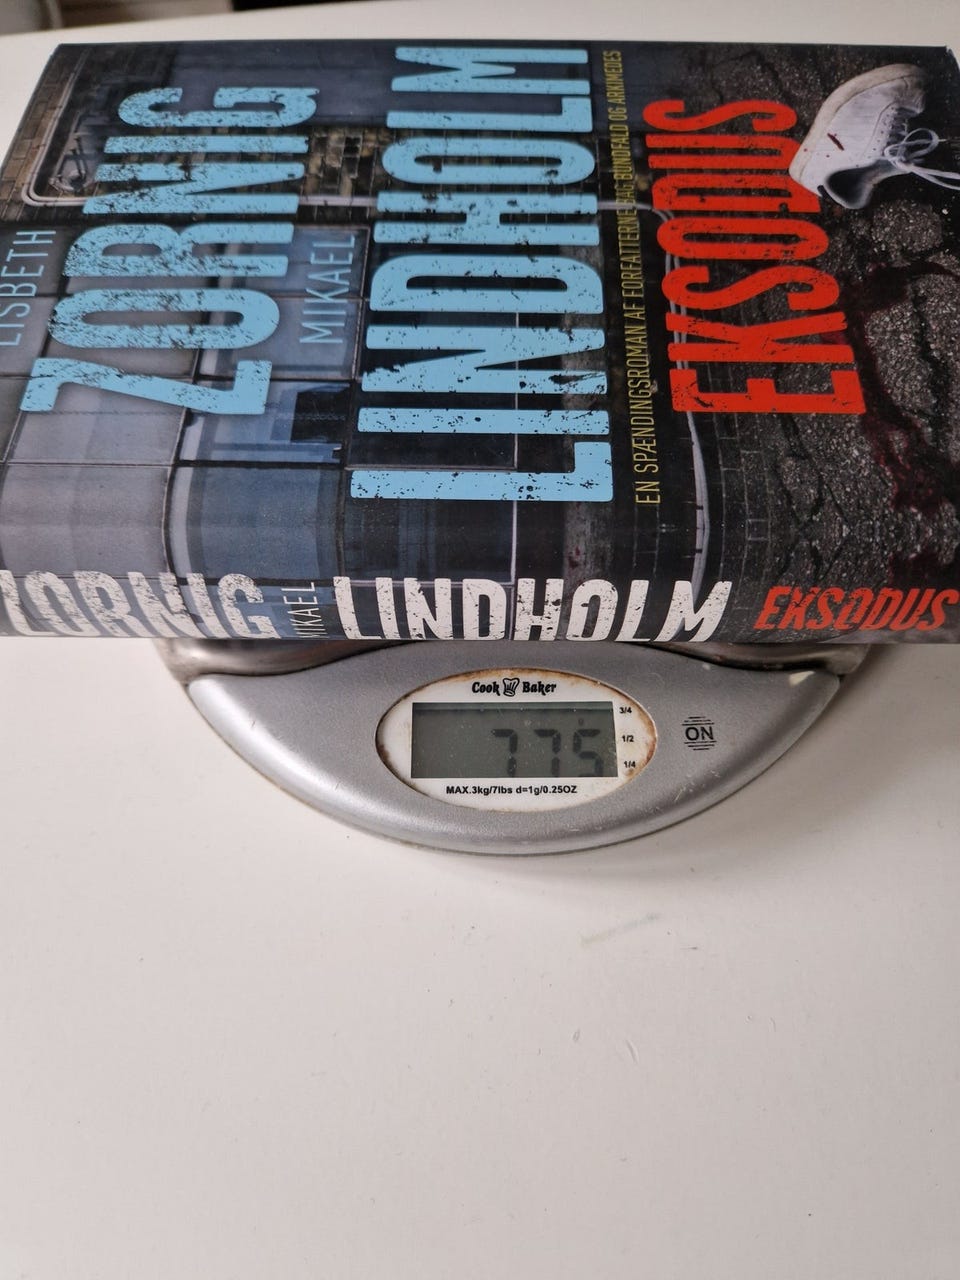 LISBETH
ZORNIG
MIKAEL
LINDHOLM
EN SPÆNDINGSROMAN AF FORFATTERNE BAG BUNDFALD OG ARKIMEDES
EKSODUS
ZORNIG MIKAEL LINDHOLM EKSODUS
Cook Baker
775
3/4
1/2
1/4
ON
MAX.3kg/7lbs d=1g/0.25OZ